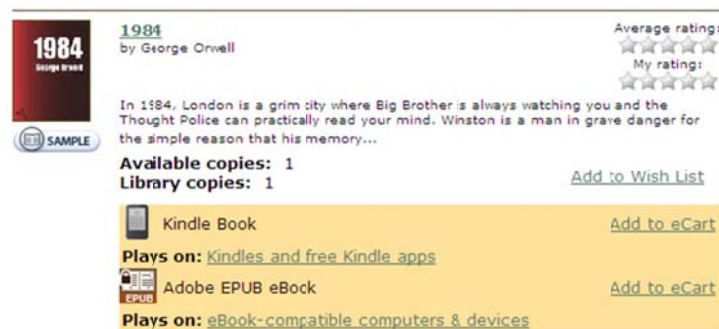 1984
George Orwell
SAMPLE
1984
by George Orwell
Average rating:
My rating:
In 1984, London is a grim city where Big Brother is always watching you and the
Thought Police can practically read your mind. Winston is a man in grave danger for
the simple reason that his memory...
Available copies: 1
Library copies: 1
Add to Wish List
Kindle Book
Add to eCart
Plays on: Kindles and free Kindle apps
EPUB
Adobe EPUB eBook
Add to eCart
Plays on: eBook-compatible computers & devices